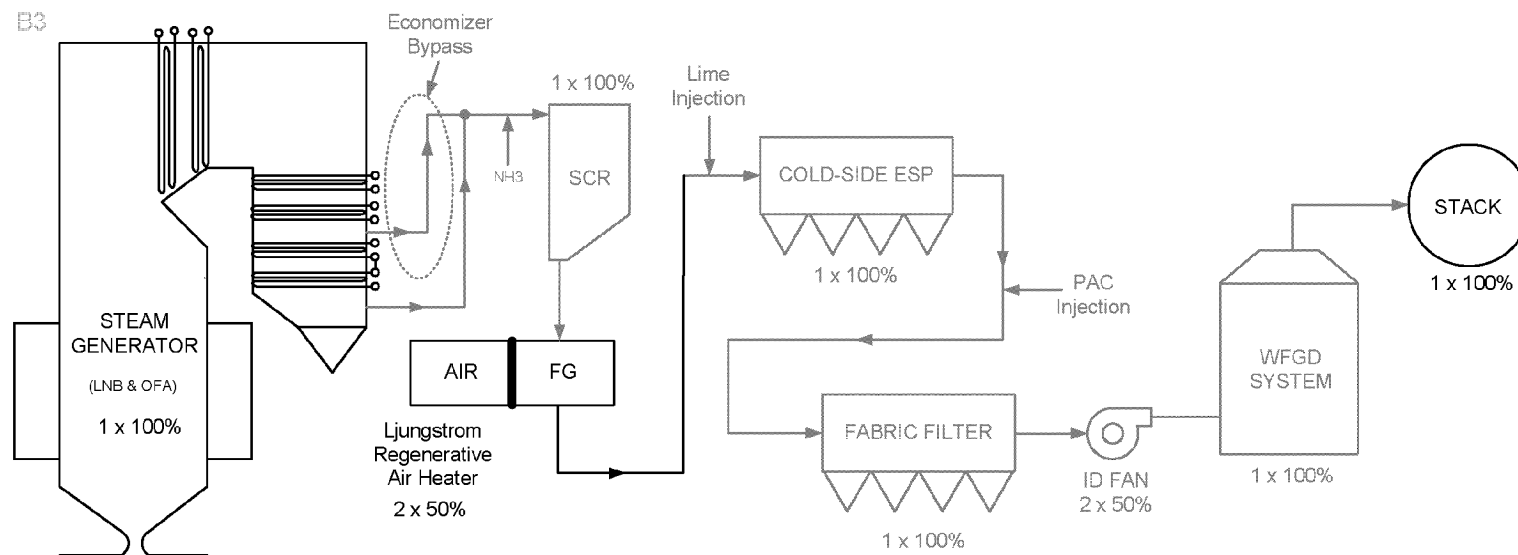 B3
Economizer
Bypass
1 x 100%
Lime
Injection
NH3
SCR
COLD-SIDE ESP
1 x 100%
STACK
1 x 100%
PAC
Injection
STEAM
GENERATOR
(LNB & OFA)
1 x 100%
AIR
FG
Ljungstrom
Regenerative
Air Heater
2 x 50%
FABRIC FILTER
1 x 100%
ID FAN
2 x 50%
WFGD
SYSTEM
1 x 100%